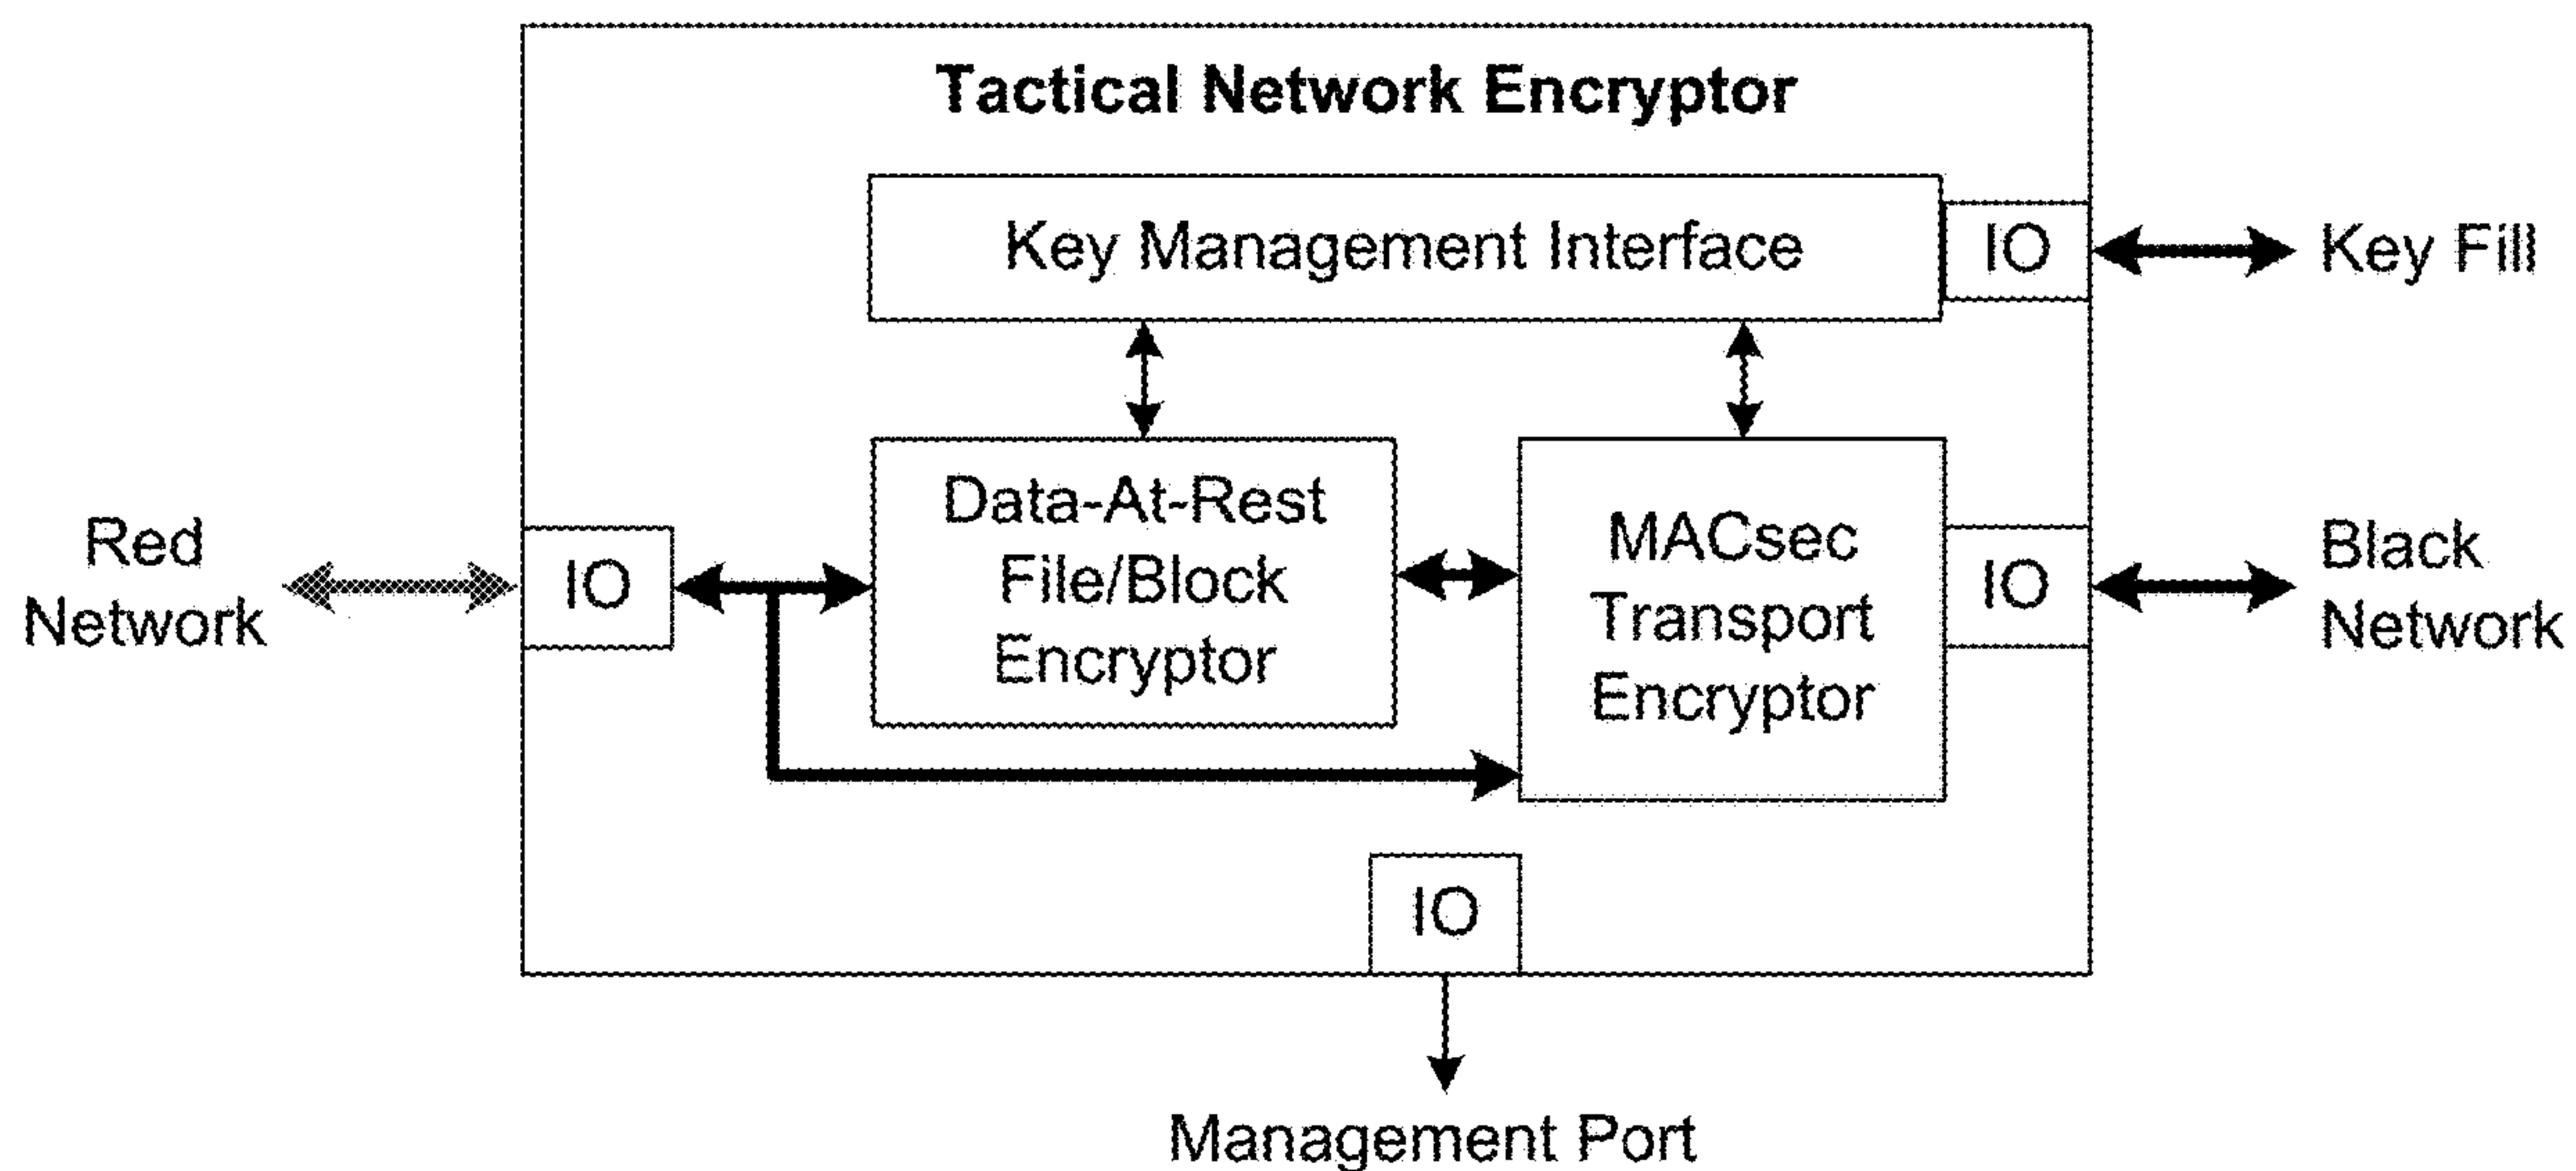 Tactical Network Encryptor
Key Management Interface
IO
Key Fill
Red
Network
IO
Data-At-Rest
File/Block
Encryptor
MACsec
Transport
Encryptor
IO
Black
Network
IO
Management Port